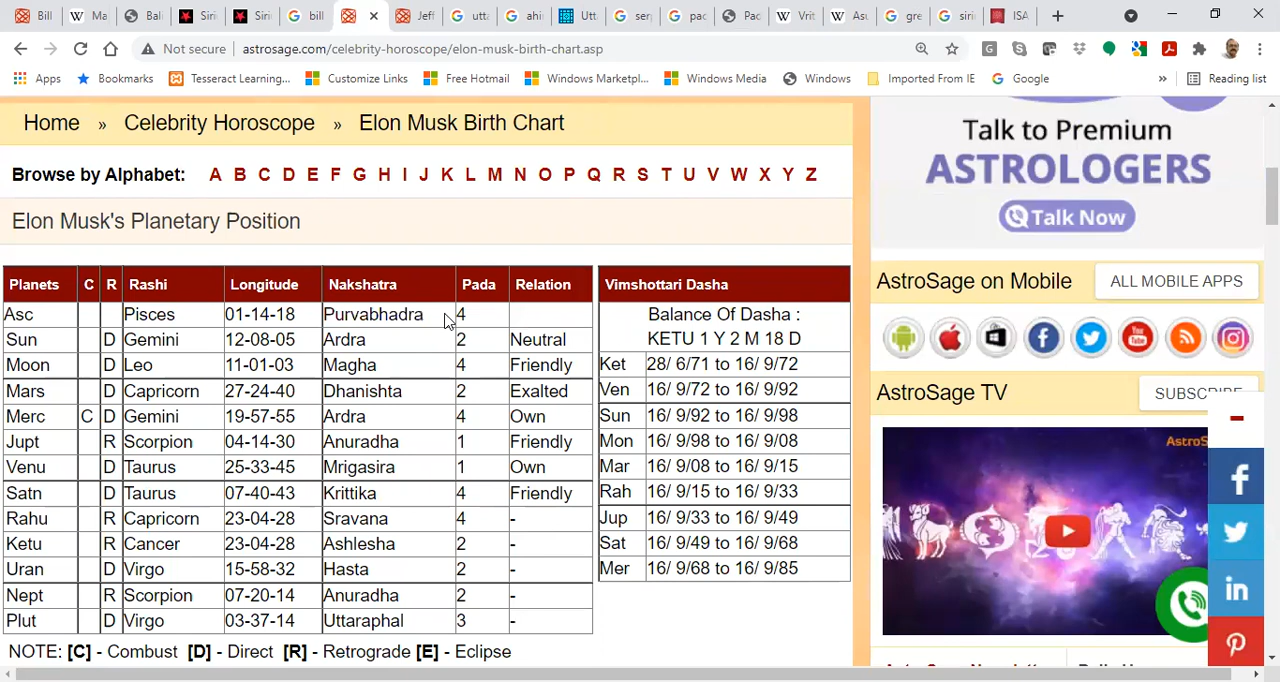 Bill
Wa
Bali
Siri
Siri
bill
Jeff
utta
ahir
Utt
serp
pac
Pad
Vrit
Asu
gre
siri
ISA
Not secure | astrosage.com/celebrity-horoscope/elon-musk-birth-chart.asp
Apps Bookmarks Tesseract Learning... Customize Links Free Hotmail Windows Marketpl... Windows Media Windows Imported From IE Google » Reading list
Home » Celebrity Horoscope » Elon Musk Birth Chart
Browse by Alphabet: A B C D E F G H I J K L M N O P Q R S T U V W X Y Z
Elon Musk's Planetary Position
Planets C R Rashi Longitude Nakshatra Pada Relation
Asc Pisces 01-14-18 Purvabhadra 4
Sun D Gemini 12-08-05 Ardra 2 Neutral
Moon D Leo 11-01-03 Magha 4 Friendly
Mars D Capricorn 27-24-40 Dhanishta 2 Exalted
Merc C D Gemini 19-57-55 Ardra 4 Own
Jupt R Scorpion 04-14-30 Anuradha 1 Friendly
Venu D Taurus 25-33-45 Mrigasira 1 Own
Satn D Taurus 07-40-43 Krittika 4 Friendly
Rahu R Capricorn 23-04-28 Sravana 4 -
Ketu R Cancer 23-04-28 Ashlesha 2 -
Uran D Virgo 15-58-32 Hasta 2 -
Nept R Scorpion 07-20-14 Anuradha 2 -
Plut D Virgo 03-37-14 Uttaraphal 3 -
NOTE: [C] - Combust [D] - Direct [R] - Retrograde [E] - Eclipse
Vimshottari Dasha
Balance Of Dasha :
KETU 1 Y 2 M 18 D
Ket 28/ 6/71 to 16/ 9/72
Ven 16/ 9/72 to 16/ 9/92
Sun 16/ 9/92 to 16/ 9/98
Mon 16/ 9/98 to 16/ 9/08
Mar 16/ 9/08 to 16/ 9/15
Rah 16/ 9/15 to 16/ 9/33
Jup 16/ 9/33 to 16/ 9/49
Sat 16/ 9/49 to 16/ 9/68
Mer 16/ 9/68 to 16/ 9/85
Talk to Premium
ASTROLOGERS
Talk Now
AstroSage on Mobile
ALL MOBILE APPS
AstroSage TV
SUBSCRIBE
AstroS